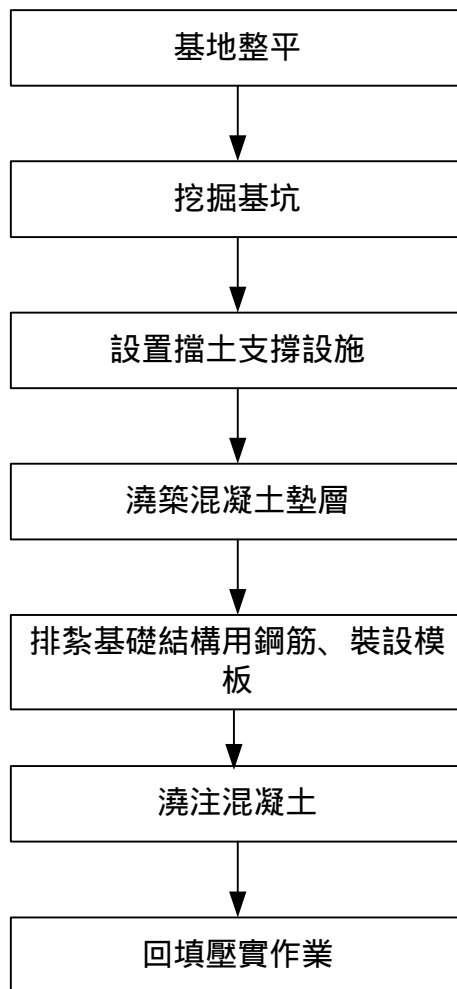 基地整平
挖掘基坑
設置擋土支撐設施
澆築混凝土墊層
排紮基礎結構用鋼筋、裝設模
板
澆注混凝土
回填壓實作業